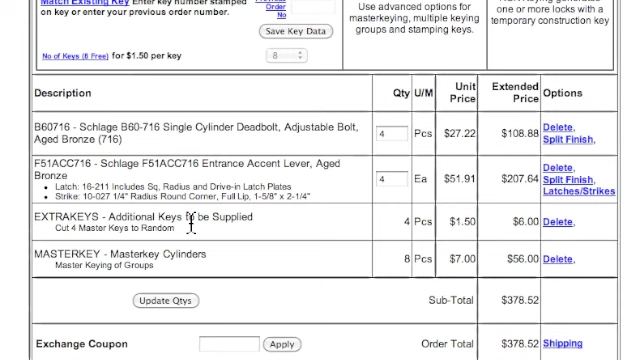 Match Existing Key Enter key number stamped
on key or enter your previous order number.
Order
No
Save Key Data
No of Keys (8 Free) for $1.50 per key
8
Use advanced options for
masterkeying, multiple keying
groups and stamping keys.
one or more locks with a
temporary construction key
Description Qty U/M Unit Price Extended Price Options
B60716 - Schlage B60-716 Single Cylinder Deadbolt, Adjustable Bolt,
Aged Bronze (716)
4 Pcs $27.22 $108.88 Delete,
Split Finish,
F51ACC716 - Schlage F51ACC716 Entrance Accent Lever, Aged
Bronze
• Latch: 16-211 Includes Sq, Radius and Drive-in Latch Plates
• Strike: 10-027 1/4" Radius Round Corner, Full Lip, 1-5/8" x 2-1/4"
4 Ea $51.91 $207.64 Delete,
Split Finish,
Latches/Strikes
EXTRAKEYS - Additional Keys to be Supplied
Cut 4 Master Keys to Random
4 Pcs $1.50 $6.00 Delete,
MASTERKEY - Masterkey Cylinders
Master Keying of Groups
8 Pcs $7.00 $56.00 Delete,
Update Qtys Sub-Total $378.52
Exchange Coupon Apply Order Total $378.52 Shipping